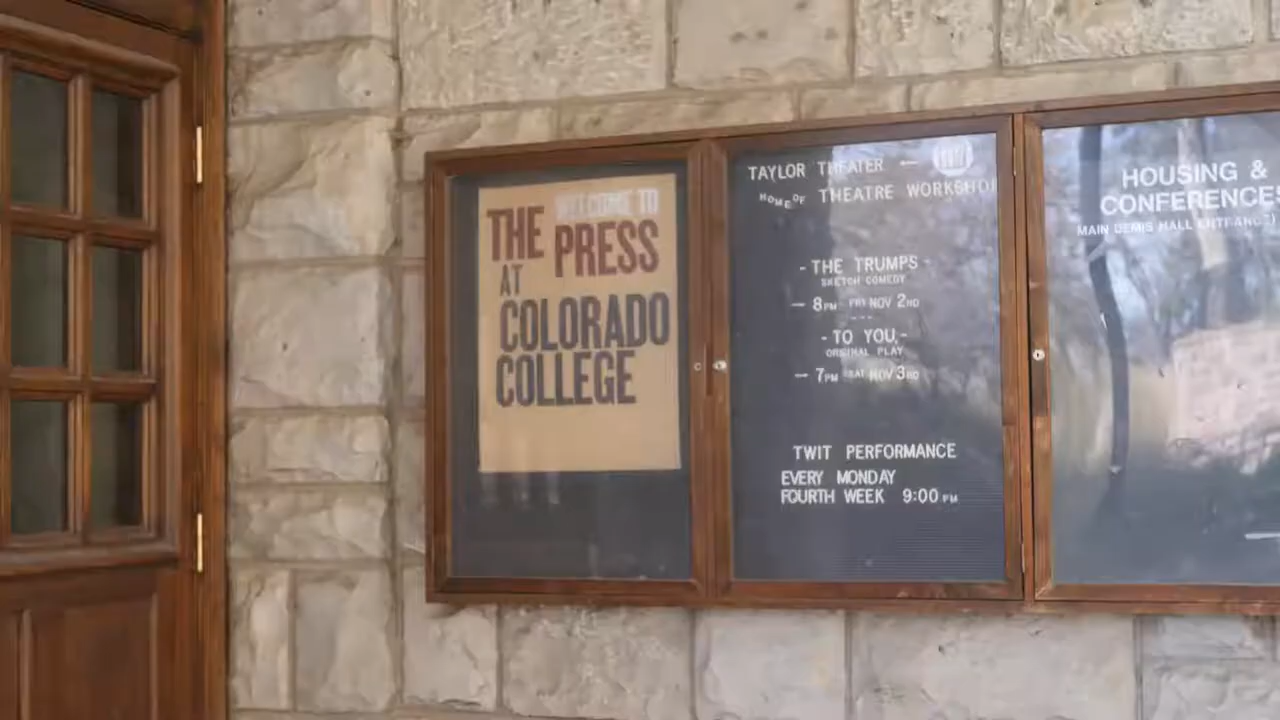 WELCOME TO
THE PRESS
AT
COLORADO
COLLEGE
TAYLOR THEATER ←
HOME OF THEATRE WORKSHOP
- THE TRUMPS -
SKETCH COMEDY
— 8PM FRI NOV 2ND
---
- TO YOU, -
ORIGINAL PLAY
— 7PM SAT NOV 3RD
TWIT PERFORMANCE
EVERY MONDAY
FOURTH WEEK 9:00 PM
HOUSING &
CONFERENCES
MAIN BEMIS HALL ENTRANCE